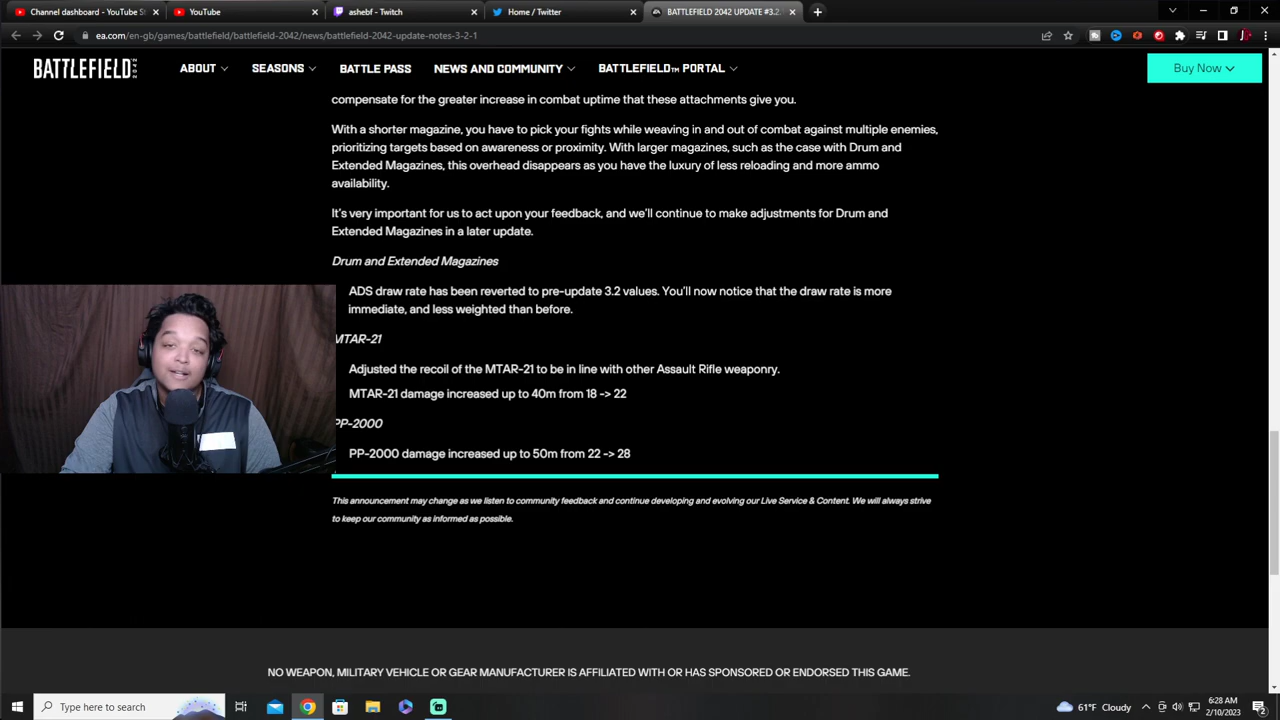 Channel dashboard - YouTube St
YouTube
ashebf - Twitch
Home / Twitter
BATTLEFIELD 2042 UPDATE #3.2.
ea.com/en-gb/games/battlefield/battlefield-2042/news/battlefield-2042-update-notes-3-2-1
BATTLEFIELD 2042
ABOUT
SEASONS
BATTLE PASS
NEWS AND COMMUNITY
BATTLEFIELD™ PORTAL
Buy Now
compensate for the greater increase in combat uptime that these attachments give you.
With a shorter magazine, you have to pick your fights while weaving in and out of combat against multiple enemies,
prioritizing targets based on awareness or proximity. With larger magazines, such as the case with Drum and
Extended Magazines, this overhead disappears as you have the luxury of less reloading and more ammo
availability.
It's very important for us to act upon your feedback, and we'll continue to make adjustments for Drum and
Extended Magazines in a later update.
Drum and Extended Magazines
ADS draw rate has been reverted to pre-update 3.2 values. You'll now notice that the draw rate is more
immediate, and less weighted than before.
MTAR-21
Adjusted the recoil of the MTAR-21 to be in line with other Assault Rifle weaponry.
MTAR-21 damage increased up to 40m from 18 -> 22
PP-2000
PP-2000 damage increased up to 50m from 22 -> 28
This announcement may change as we listen to community feedback and continue developing and evolving our Live Service & Content. We will always strive
to keep our community as informed as possible.
NO WEAPON, MILITARY VEHICLE OR GEAR MANUFACTURER IS AFFILIATED WITH OR HAS SPONSORED OR ENDORSED THIS GAME.
Type here to search
61°F Cloudy
6:28 AM
2/10/2023
2